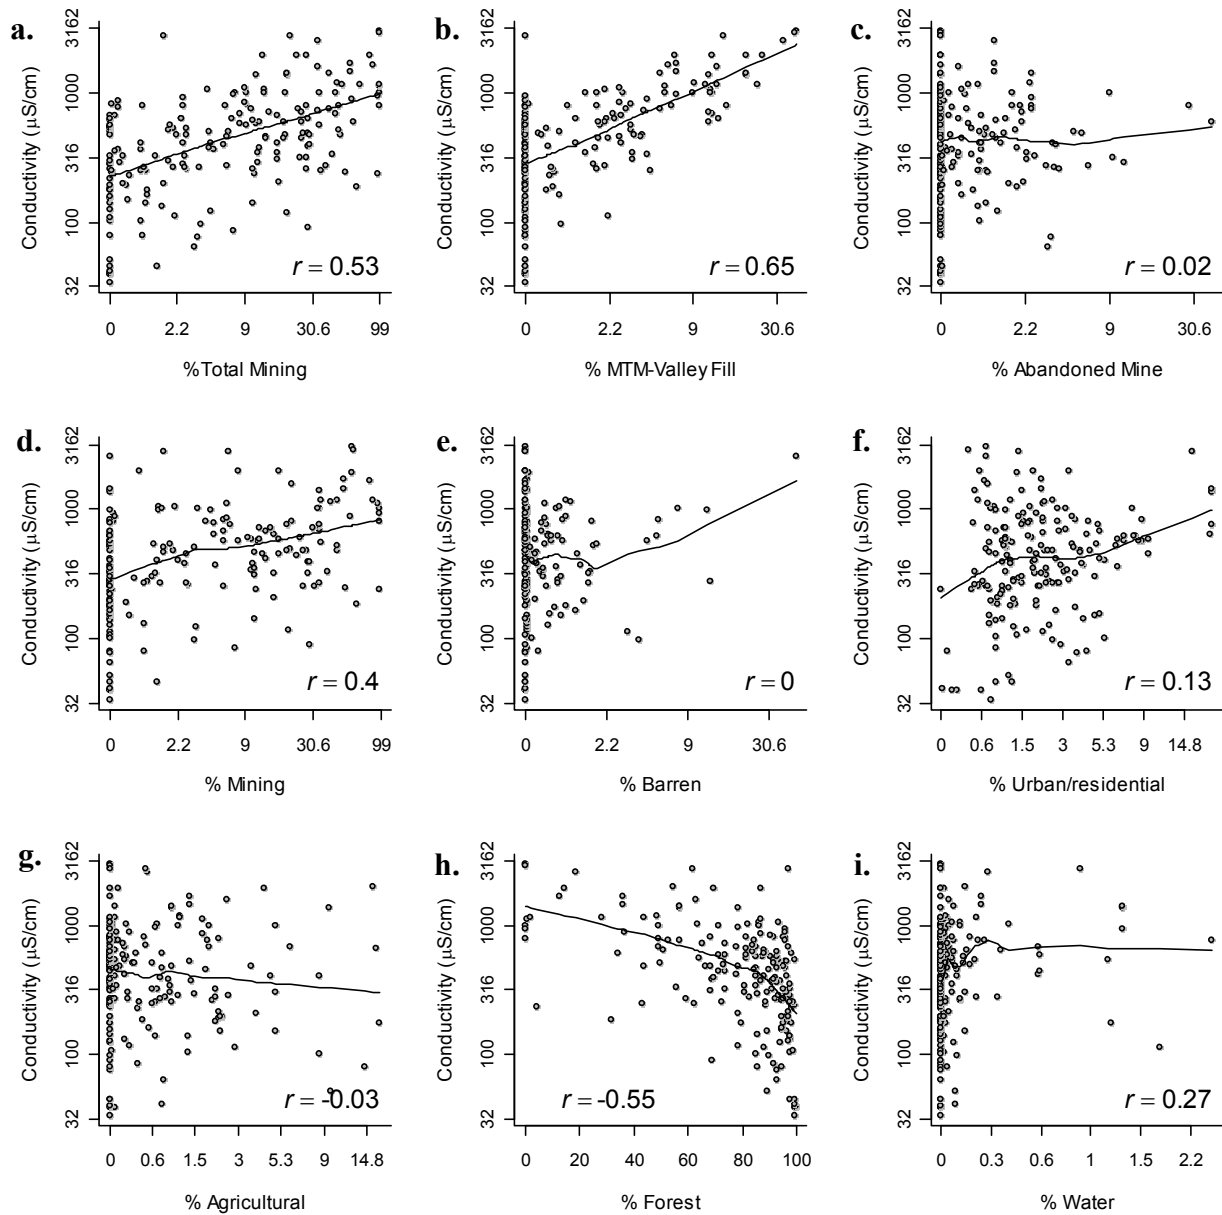 a.
Conductivity (µS/cm)
3162
1000
316
100
32
r = 0.53
0 2.2 9 30.6 99
%Total Mining
b.
Conductivity (µS/cm)
3162
1000
316
100
32
r = 0.65
0 2.2 9 30.6
% MTM-Valley Fill
c.
Conductivity (µS/cm)
3162
1000
316
100
32
r = 0.02
0 2.2 9 30.6
% Abandoned Mine
d.
Conductivity (µS/cm)
3162
1000
316
100
32
r = 0.4
0 2.2 9 30.6 99
% Mining
e.
Conductivity (µS/cm)
3162
1000
316
100
32
r = 0
0 2.2 9 30.6
% Barren
f.
Conductivity (µS/cm)
3162
1000
316
100
32
r = 0.13
0 0.6 1.5 3 5.3 9 14.8
% Urban/residential
g.
Conductivity (µS/cm)
3162
1000
316
100
32
r = -0.03
0 0.6 1.5 3 5.3 9 14.8
% Agricultural
h.
Conductivity (µS/cm)
3162
1000
316
100
32
r = -0.55
0 20 40 60 80 100
% Forest
i.
Conductivity (µS/cm)
3162
1000
316
100
32
r = 0.27
0 0.3 0.6 1 1.5 2.2
% Water